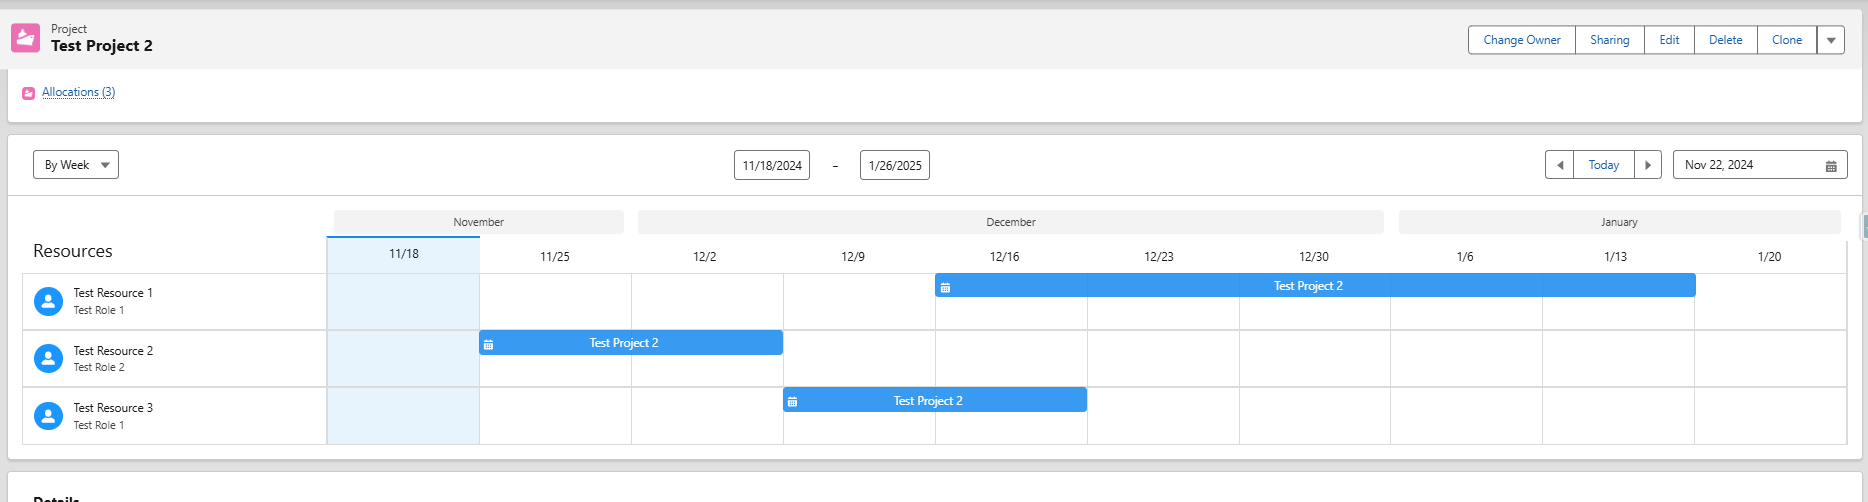 Project
Test Project 2
Change Owner Sharing Edit Delete Clone
Allocations (3)
By Week 11/18/2024 - 1/26/2025 Today Nov 22, 2024
November December January
Resources
11/18 11/25 12/2 12/9 12/16 12/23 12/30 1/6 1/13 1/20
Test Resource 1
Test Role 1
Test Project 2
Test Resource 2
Test Role 2
Test Project 2
Test Resource 3
Test Role 1
Test Project 2
Details